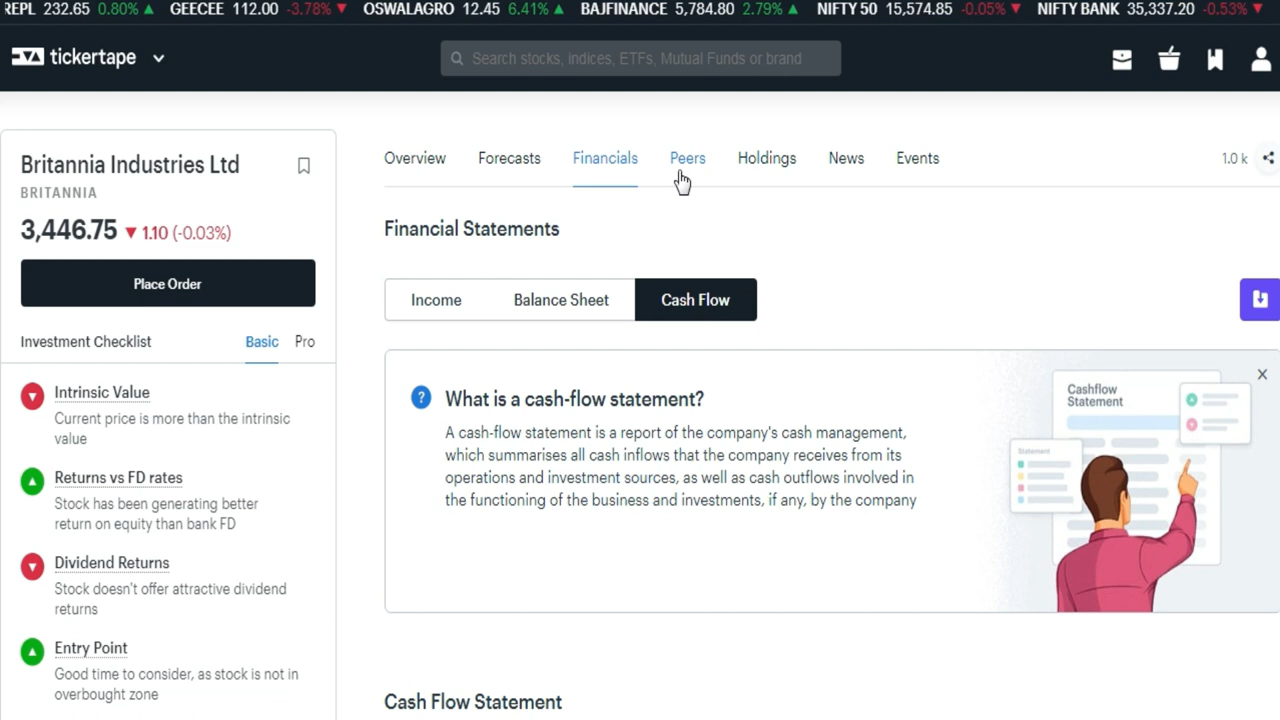 REPL 232.65 0.80% ▲ GEECEE 112.00 -3.78% ▼ OSWALAGRO 12.45 6.41% ▲ BAJFINANCE 5,784.80 2.79% ▲ NIFTY 50 15,574.85 -0.05% ▼ NIFTY BANK 35,337.20 -0.53% ▼
tickertape
Search stocks, indices, ETFs, Mutual Funds or brand
Britannia Industries Ltd
BRITANNIA
3,446.75 ▼ 1.10 (-0.03%)
Place Order
Investment Checklist Basic Pro
Intrinsic Value
Current price is more than the intrinsic
value
Returns vs FD rates
Stock has been generating better
return on equity than bank FD
Dividend Returns
Stock doesn't offer attractive dividend
returns
Entry Point
Good time to consider, as stock is not in
overbought zone
Overview Forecasts Financials Peers Holdings News Events 1.0 k
Financial Statements
Income Balance Sheet Cash Flow
? What is a cash-flow statement?
A cash-flow statement is a report of the company's cash management,
which summarises all cash inflows that the company receives from its
operations and investment sources, as well as cash outflows involved in
the functioning of the business and investments, if any, by the company
Cashflow
Statement
Statement
Cash Flow Statement